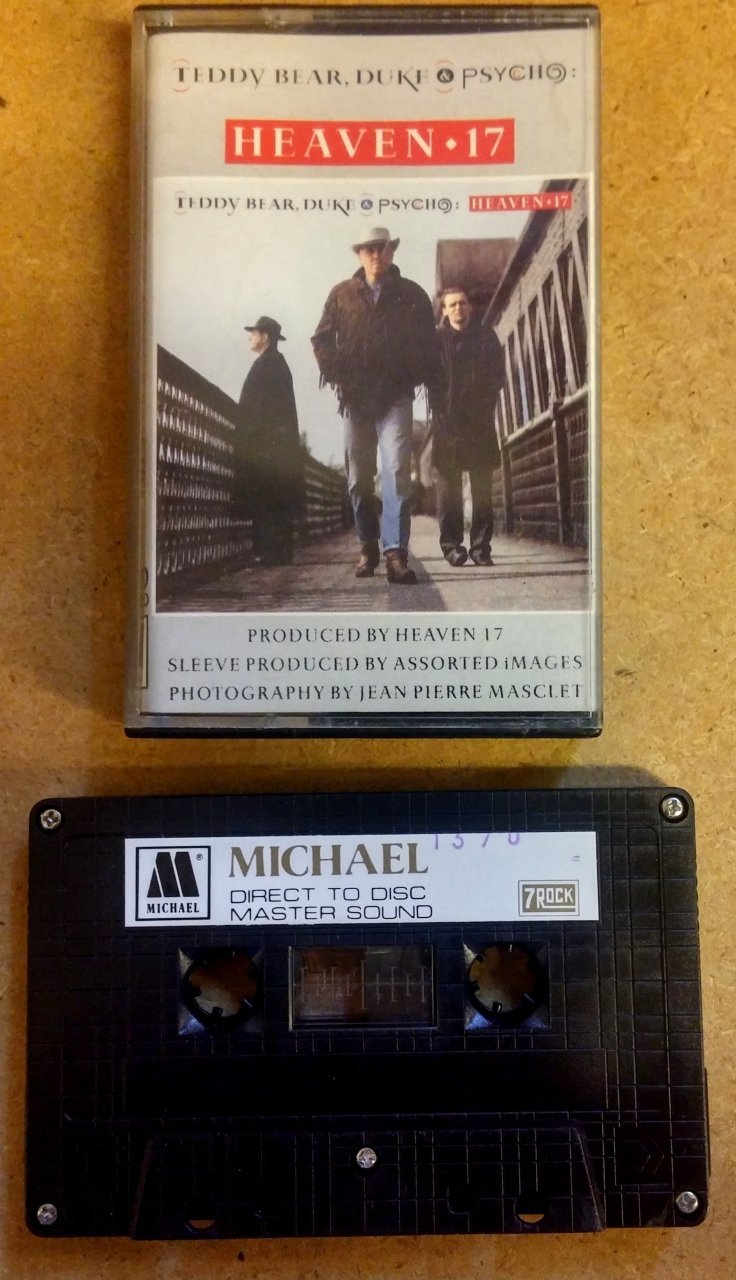 TEDDY BEAR, DUKE & PSYCHO:
HEAVEN•17
TEDDY BEAR, DUKE & PSYCHO: HEAVEN•17
PRODUCED BY HEAVEN 17
SLEEVE PRODUCED BY ASSORTED iMAGES
PHOTOGRAPHY BY JEAN PIERRE MASCLET
M®
MICHAEL
MICHAEL
DIRECT TO DISC
MASTER SOUND
7ROCK